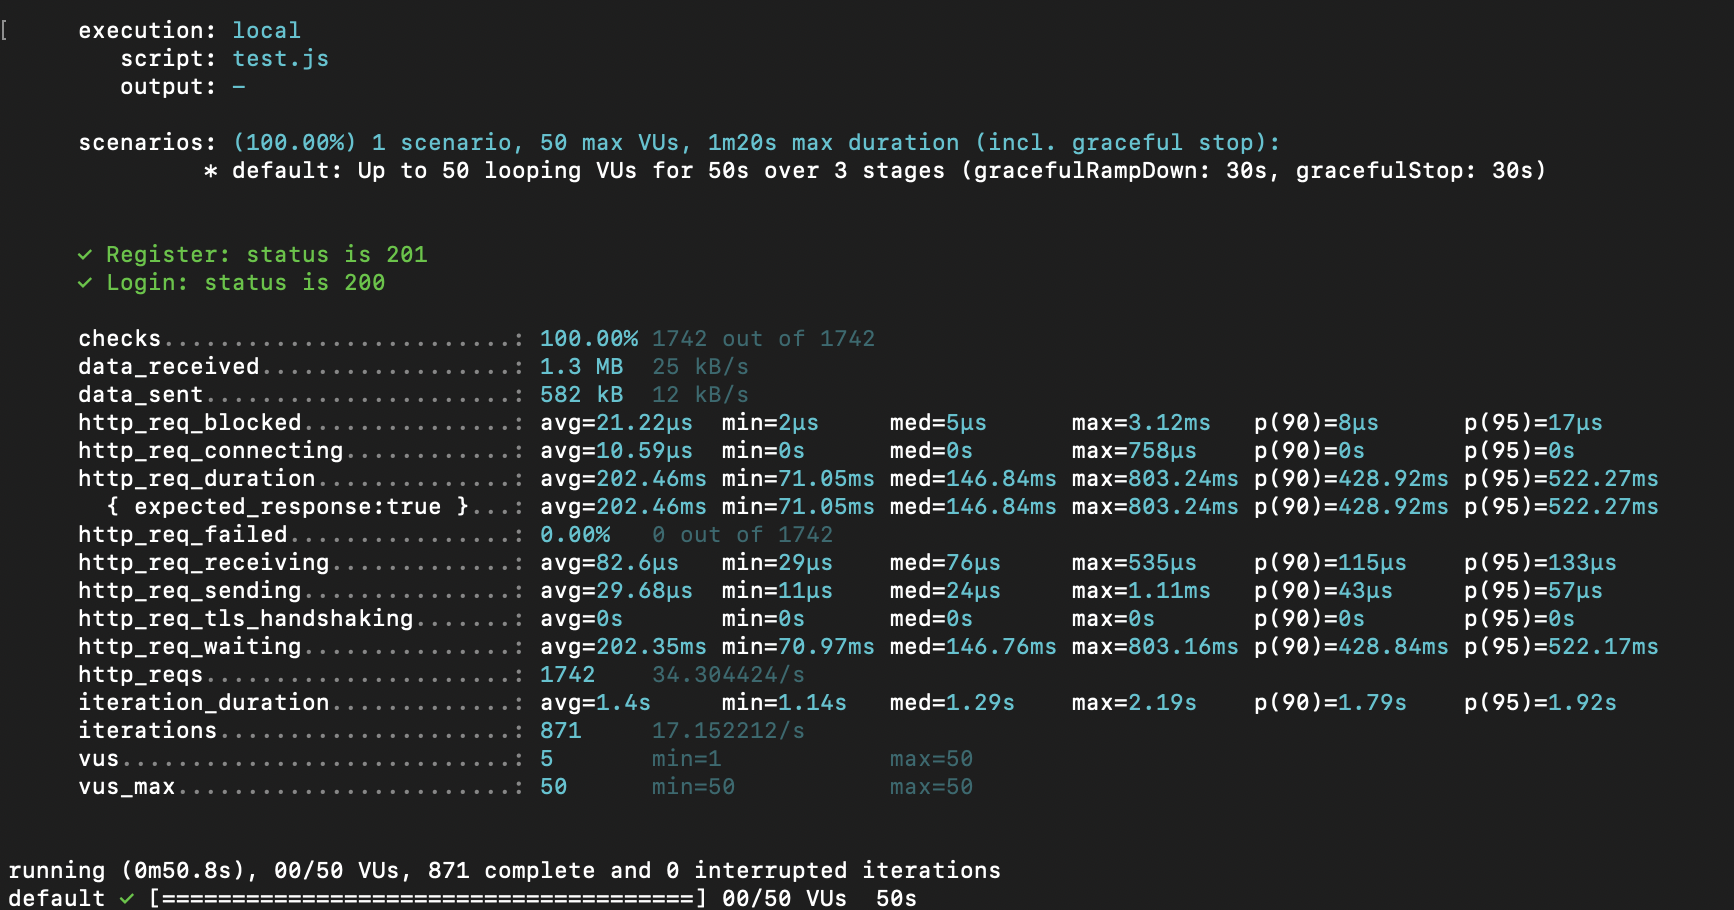 [
execution: local
script: test.js
output: -
scenarios: (100.00%) 1 scenario, 50 max VUs, 1m20s max duration (incl. graceful stop):
* default: Up to 50 looping VUs for 50s over 3 stages (gracefulRampDown: 30s, gracefulStop: 30s)
✓ Register: status is 201
✓ Login: status is 200
checks.........................: 100.00% 1742 out of 1742
data_received..................: 1.3 MB 25 kB/s
data_sent......................: 582 kB 12 kB/s
http_req_blocked...............: avg=21.22µs min=2µs med=5µs max=3.12ms p(90)=8µs p(95)=17µs
http_req_connecting............: avg=10.59µs min=0s med=0s max=758µs p(90)=0s p(95)=0s
http_req_duration..............: avg=202.46ms min=71.05ms med=146.84ms max=803.24ms p(90)=428.92ms p(95)=522.27ms
{ expected_response:true }...: avg=202.46ms min=71.05ms med=146.84ms max=803.24ms p(90)=428.92ms p(95)=522.27ms
http_req_failed................: 0.00% 0 out of 1742
http_req_receiving.............: avg=82.6µs min=29µs med=76µs max=535µs p(90)=115µs p(95)=133µs
http_req_sending...............: avg=29.68µs min=11µs med=24µs max=1.11ms p(90)=43µs p(95)=57µs
http_req_tls_handshaking.......: avg=0s min=0s med=0s max=0s p(90)=0s p(95)=0s
http_req_waiting...............: avg=202.35ms min=70.97ms med=146.76ms max=803.16ms p(90)=428.84ms p(95)=522.17ms
http_reqs......................: 1742 34.304424/s
iteration_duration.............: avg=1.4s min=1.14s med=1.29s max=2.19s p(90)=1.79s p(95)=1.92s
iterations.....................: 871 17.152212/s
vus............................: 5 min=1 max=50
vus_max........................: 50 min=50 max=50
running (0m50.8s), 00/50 VUs, 871 complete and 0 interrupted iterations
default ✓ [======================================] 00/50 VUs 50s